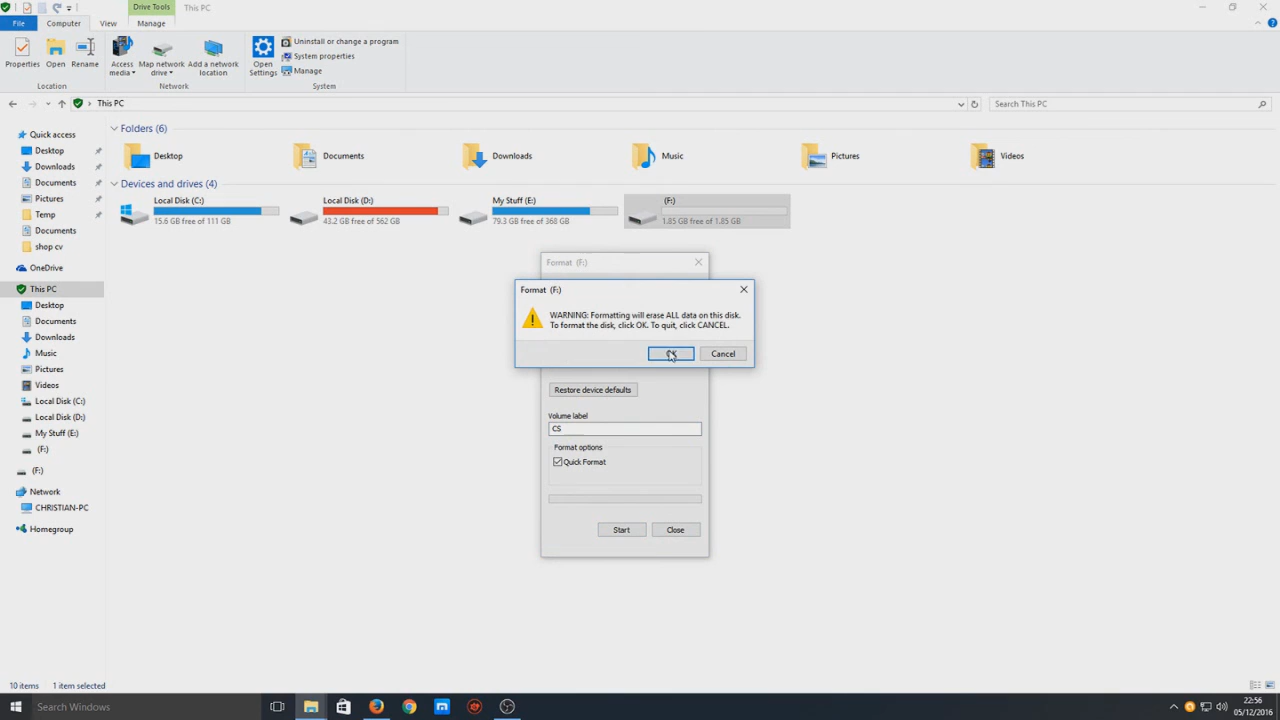 Drive Tools
This PC
File
Computer
View
Manage
Properties
Open
Rename
Access media
Map network drive
Add a network location
Open Settings
Uninstall or change a program
System properties
Manage
Location
Network
System
This PC
Search This PC
Quick access
Desktop
Downloads
Documents
Pictures
Temp
Documents
shop cv
OneDrive
This PC
Desktop
Documents
Downloads
Music
Pictures
Videos
Local Disk (C:)
Local Disk (D:)
My Stuff (E:)
(F:)
(F:)
Network
CHRISTIAN-PC
Homegroup
Folders (6)
Desktop
Documents
Downloads
Music
Pictures
Videos
Devices and drives (4)
Local Disk (C:)
15.6 GB free of 111 GB
Local Disk (D:)
43.2 GB free of 562 GB
My Stuff (E:)
79.3 GB free of 368 GB
(F:)
1.85 GB free of 1.85 GB
Format (F:)
Format (F:)
WARNING: Formatting will erase ALL data on this disk.
To format the disk, click OK. To quit, click CANCEL.
Cancel
Restore device defaults
Volume label
CS
Format options
Quick Format
Start
Close
10 items
1 item selected
Search Windows
22:56
05/12/2016